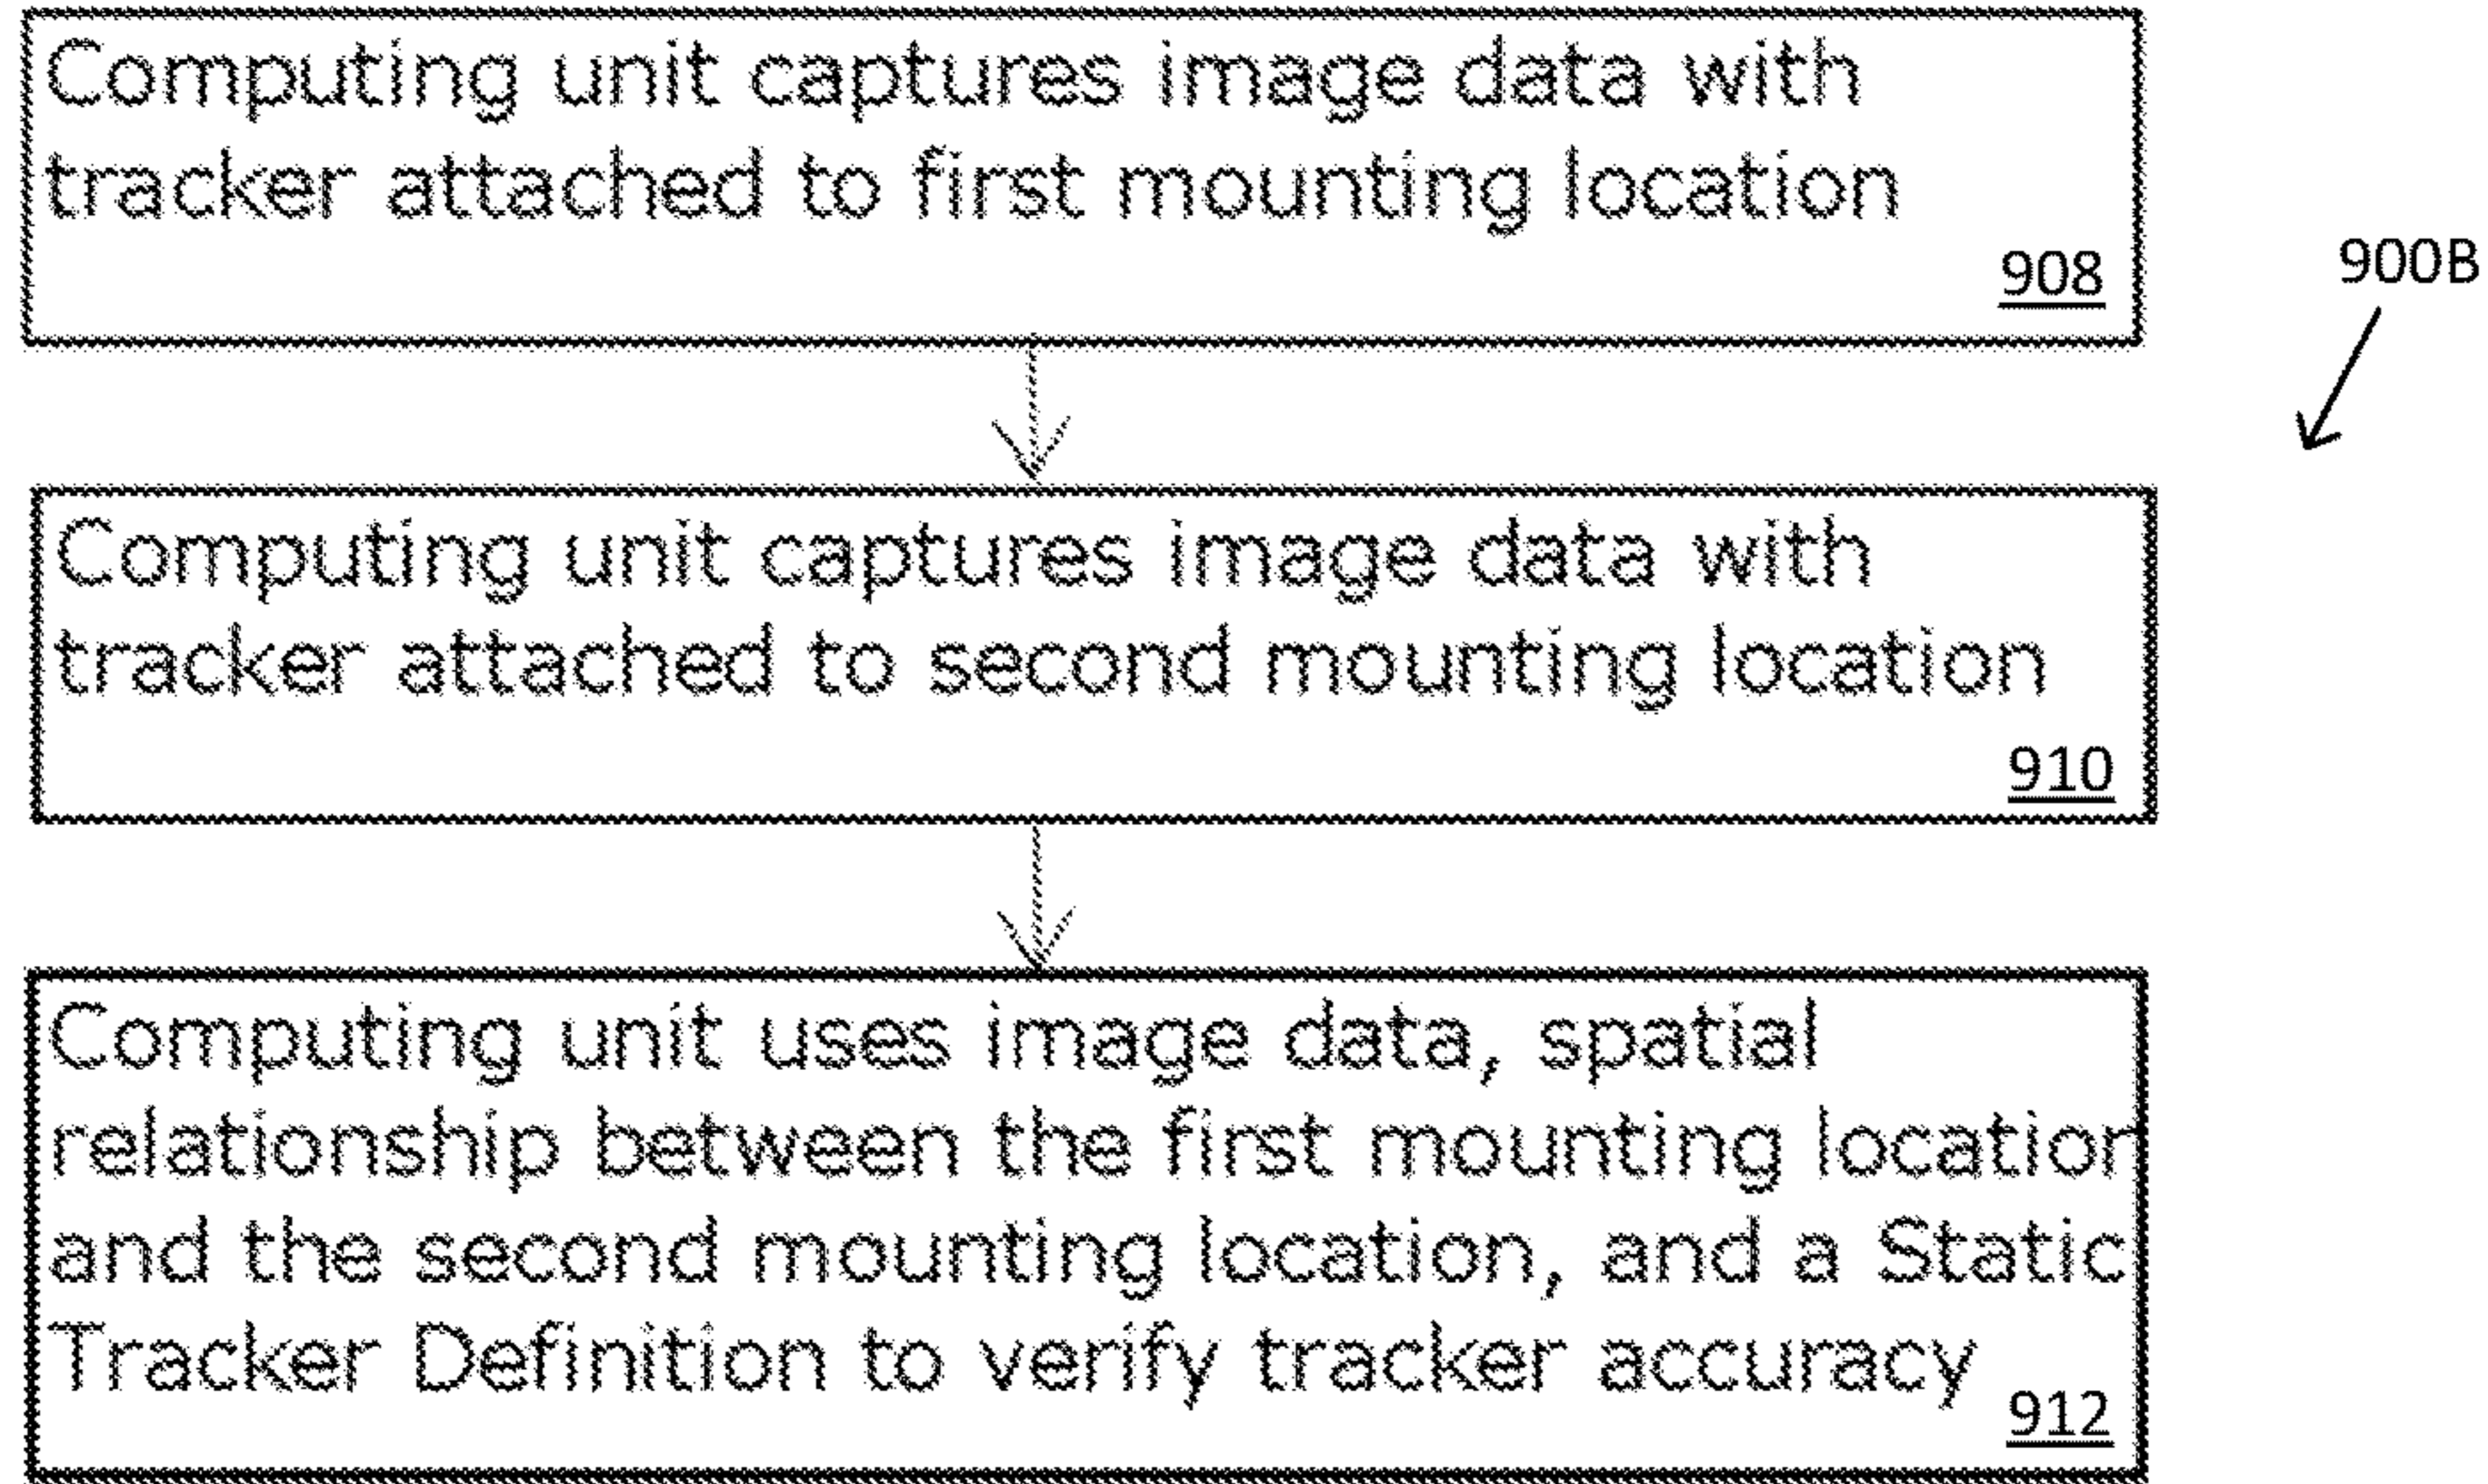 Computing unit captures image data with
tracker attached to first mounting location
908
900B
Computing unit captures image data with
tracker attached to second mounting location
910
Computing unit uses image data, spatial
relationship between the first mounting location
and the second mounting location, and a Static
Tracker Definition to verify tracker accuracy
912